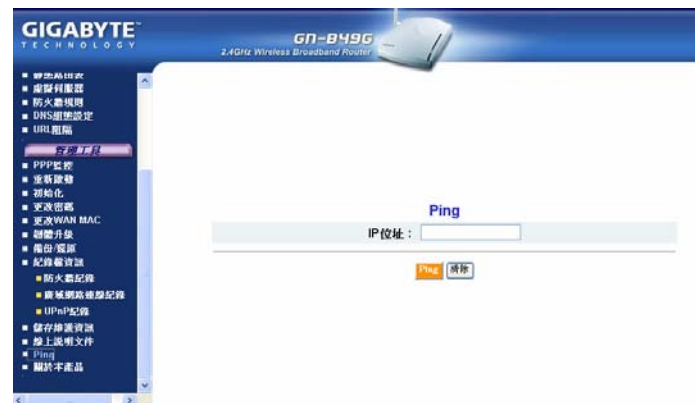 GIGABYTE™
TECHNOLOGY
GN-B49G
2.4GHz Wireless Broadband Router
靜態路由表
虛擬伺服器
防火牆規則
DNS組態設定
URL阻隔
管理工具
PPP監控
重新啟動
初始化
更改密碼
更改WAN MAC
韌體升級
備份/復原
紀錄檔資訊
防火牆紀錄
廣域網路連線紀錄
UPnP紀錄
儲存維護資訊
線上說明文件
Ping
關於本產品
Ping
IP位址：
Ping 清除